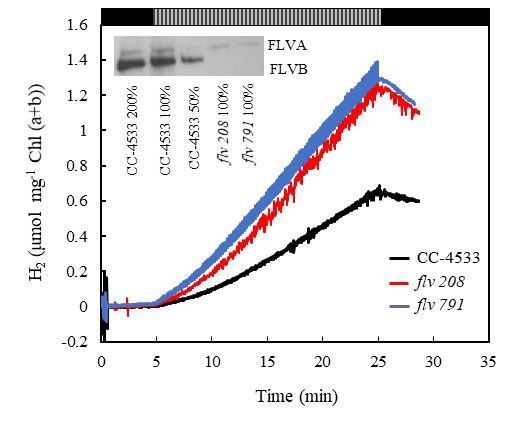 FLVA
FLVB
CC-4533 200%
CC-4533 100%
CC-4533 50%
flv 208 100%
flv 791 100%
H₂ (μmol mg⁻¹ Chl (a+b))
1.6
1.4
1.2
1
0.8
0.6
0.4
0.2
0
-0.2
CC-4533
flv 208
flv 791
0 5 10 15 20 25 30 35
Time (min)